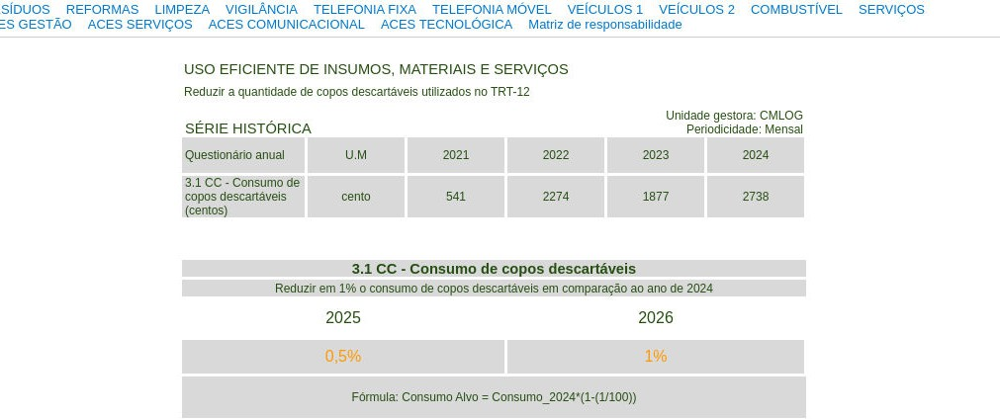 REFORMAS LIMPEZA VIGILÂNCIA TELEFONIA FIXA TELEFONIA MÓVEL VEÍCULOS 1 VEÍCULOS 2 COMBUSTÍVEL SERVIÇOS
GESTÃO ACES SERVIÇOS ACES COMUNICACIONAL ACES TECNOLÓGICA Matriz de responsabilidade
USO EFICIENTE DE INSUMOS, MATERIAIS E SERVIÇOS
Reduzir a quantidade de copos descartáveis utilizados no TRT-12
Unidade gestora: CMLOG
SÉRIE HISTÓRICA Periodicidade: Mensal
Questionário anual U.M 2021 2022 2023 2024
3.1 CC - Consumo de
copos descartáveis cento 541 2274 1877 2738
(centos)
3.1 CC - Consumo de copos descartáveis
Reduzir em 1% o consumo de copos descartáveis em comparação ao ano de 2024
2025 2026
0,5% 1%
Fórmula: Consumo Alvo = Consumo_2024*(1-(1/100))